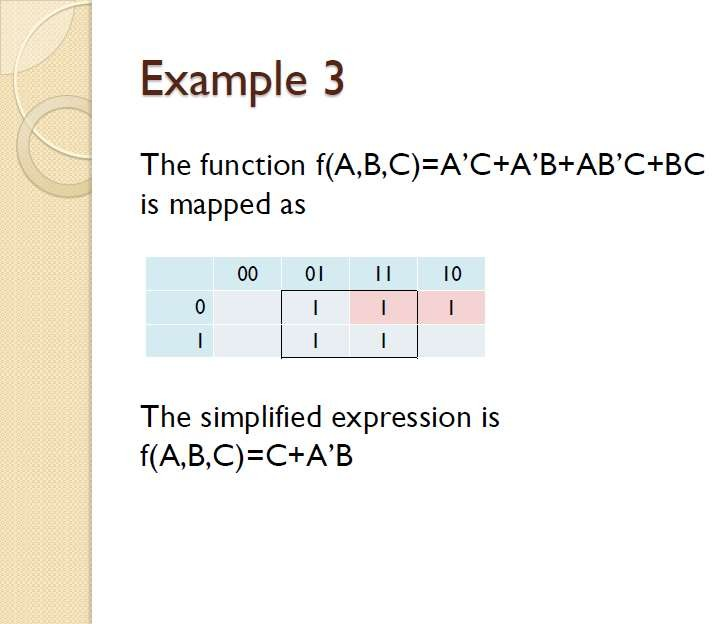 Example 3
The function f(A,B,C)=A’C+A’B+AB’C+BC
is mapped as
00 01 11 10
0 1 1 1
1 1 1
The simplified expression is
f(A,B,C)=C+A’B